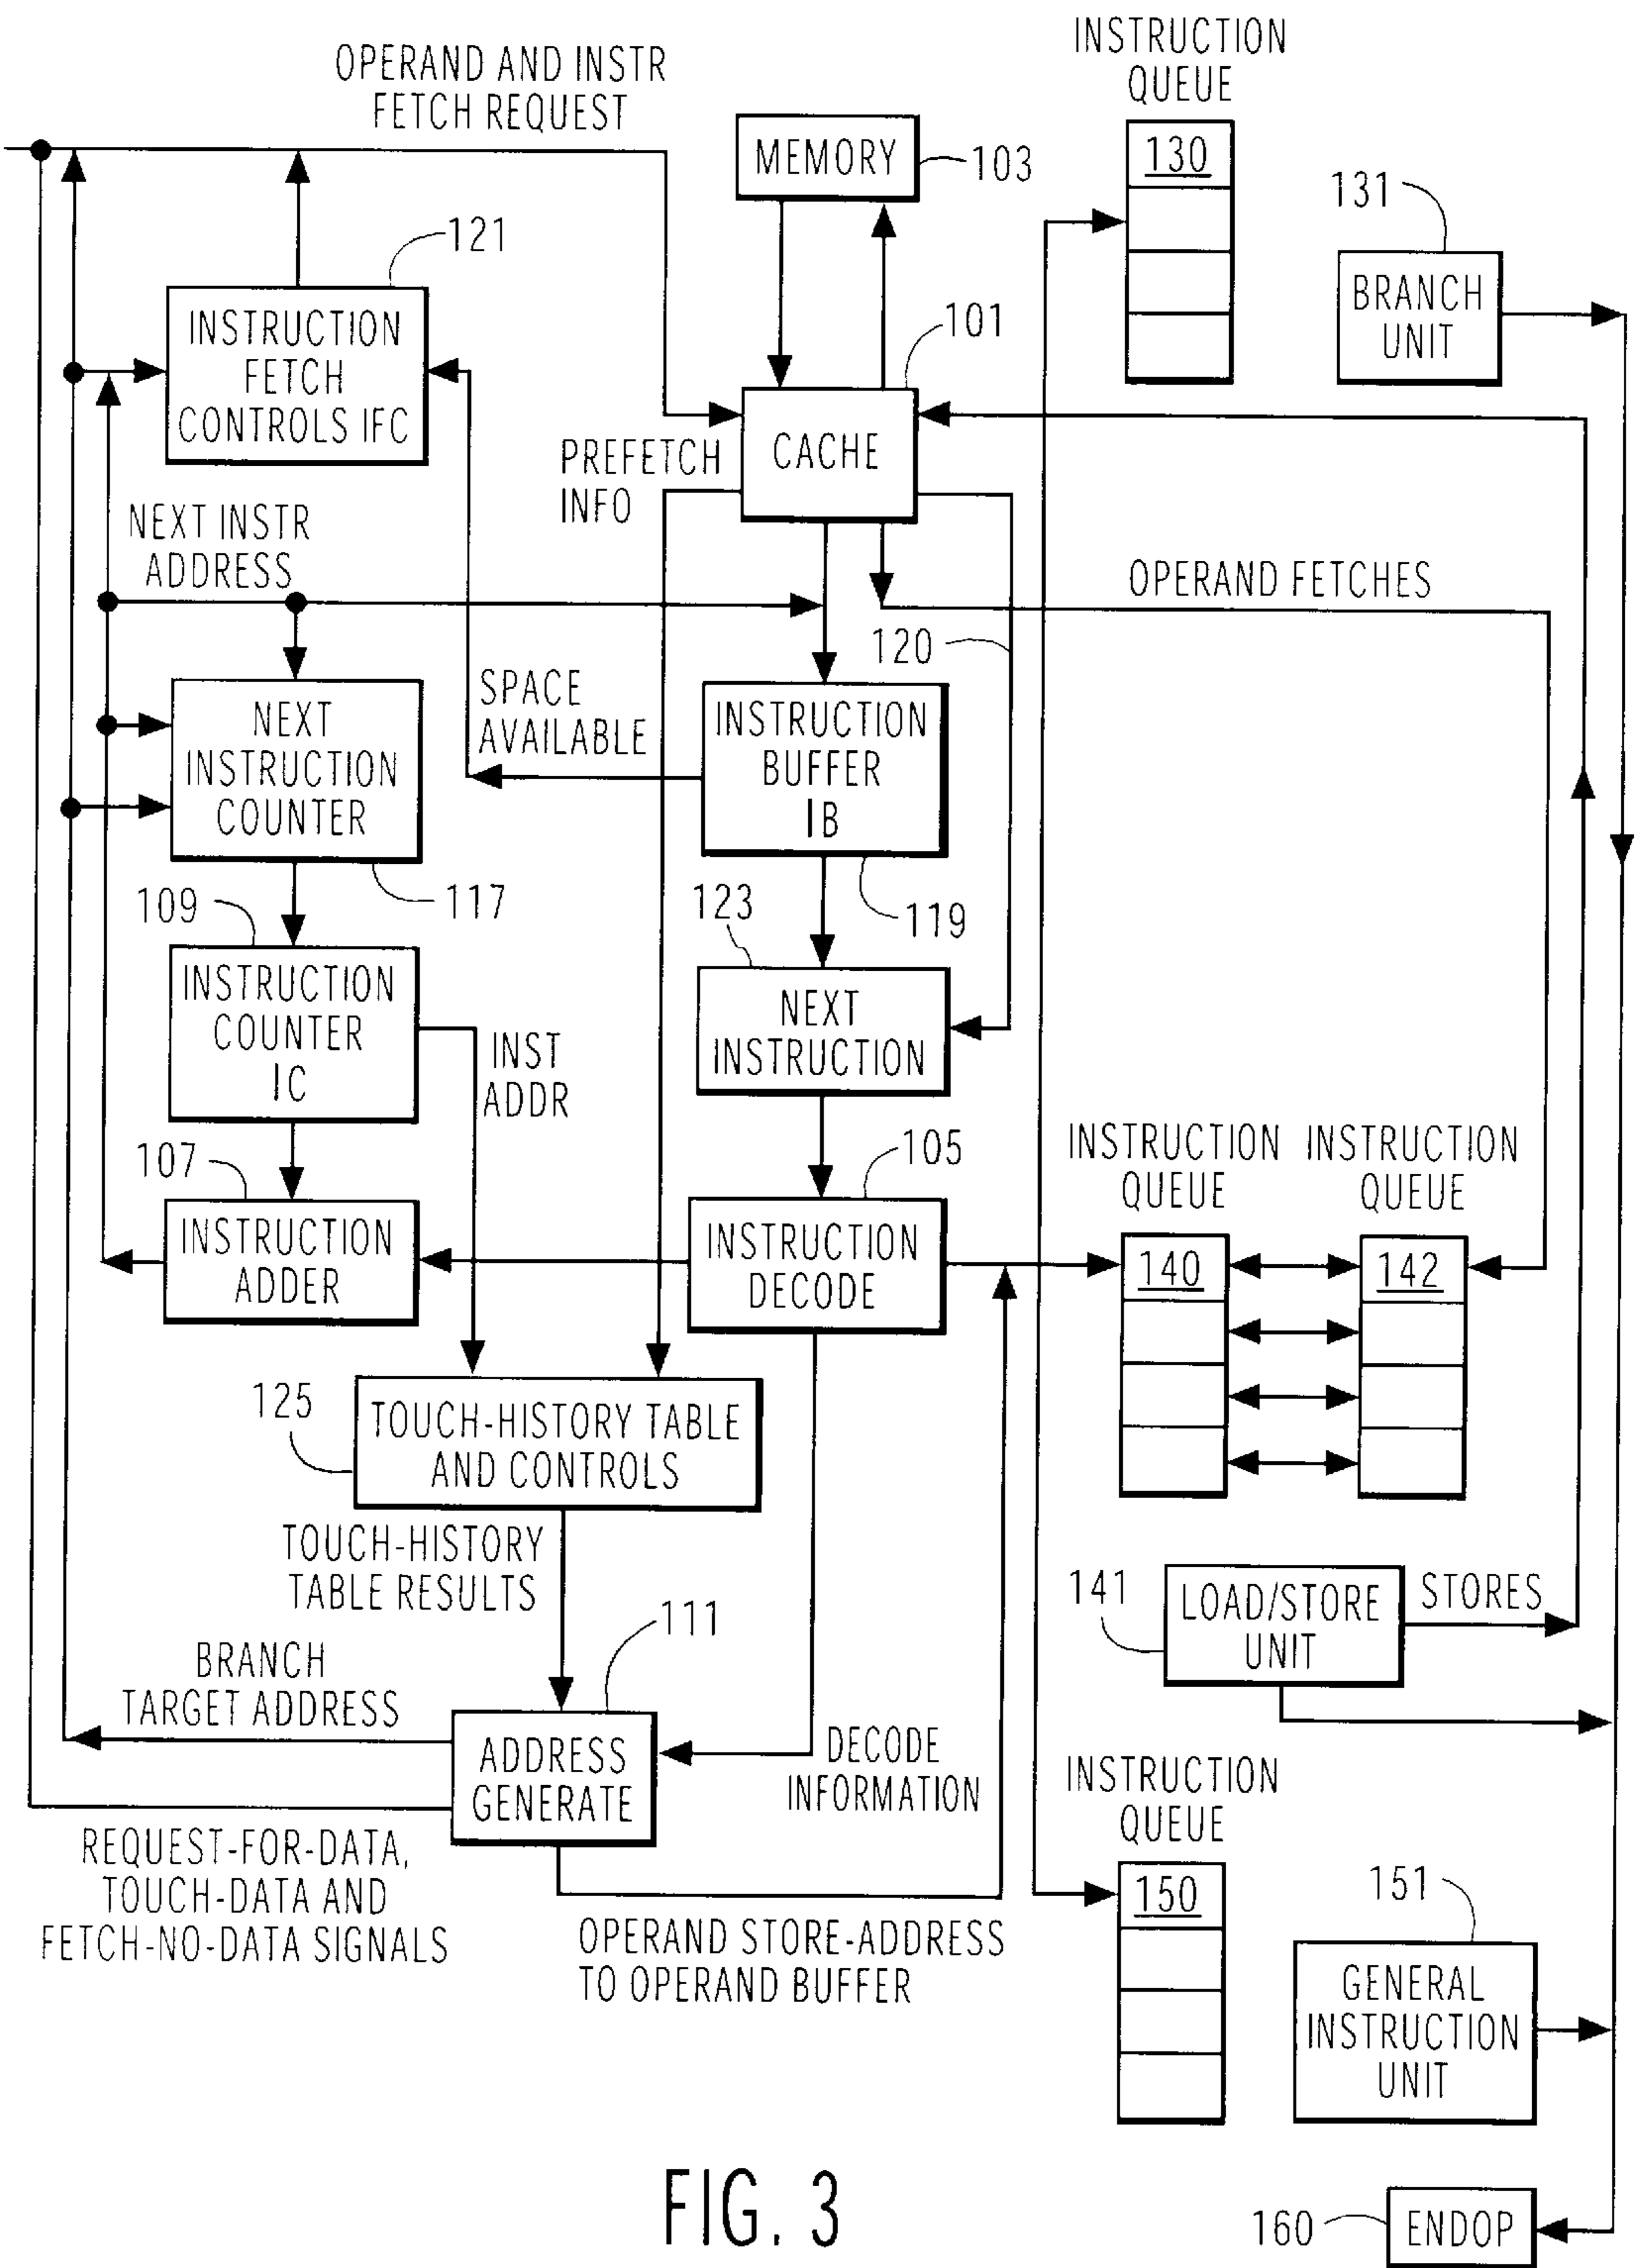 OPERAND AND INSTR
FETCH REQUEST
INSTRUCTION
QUEUE
MEMORY
103
130
131
121
BRANCH
UNIT
INSTRUCTION
FETCH
CONTROLS IFC
101
CACHE
PREFETCH
INFO
NEXT INSTR
ADDRESS
OPERAND FETCHES
120
SPACE
AVAILABLE
NEXT
INSTRUCTION
COUNTER
INSTRUCTION
BUFFER
IB
117
119
109
123
INSTRUCTION
COUNTER
IC
INST
ADDR
NEXT
INSTRUCTION
107
105
INSTRUCTION
QUEUE
INSTRUCTION
QUEUE
INSTRUCTION
ADDER
INSTRUCTION
DECODE
140
142
125
TOUCH-HISTORY TABLE
AND CONTROLS
TOUCH-HISTORY
TABLE RESULTS
141
LOAD/STORE
UNIT
STORES
111
BRANCH
TARGET ADDRESS
ADDRESS
GENERATE
DECODE
INFORMATION
INSTRUCTION
QUEUE
REQUEST-FOR-DATA,
TOUCH-DATA AND
FETCH-NO-DATA SIGNALS
OPERAND STORE-ADDRESS
TO OPERAND BUFFER
150
151
GENERAL
INSTRUCTION
UNIT
FIG. 3
160
ENDOP